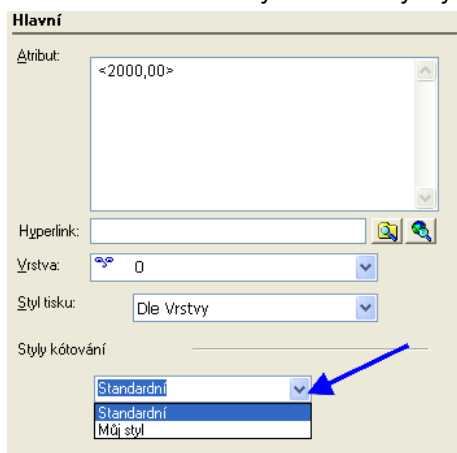 Hlavní
Atribut:
<2000,00>
Hyperlink:
Vrstva: 0
Styl tisku: Dle Vrstvy
Styly kótování
Standardní
Standardní
Můj styl